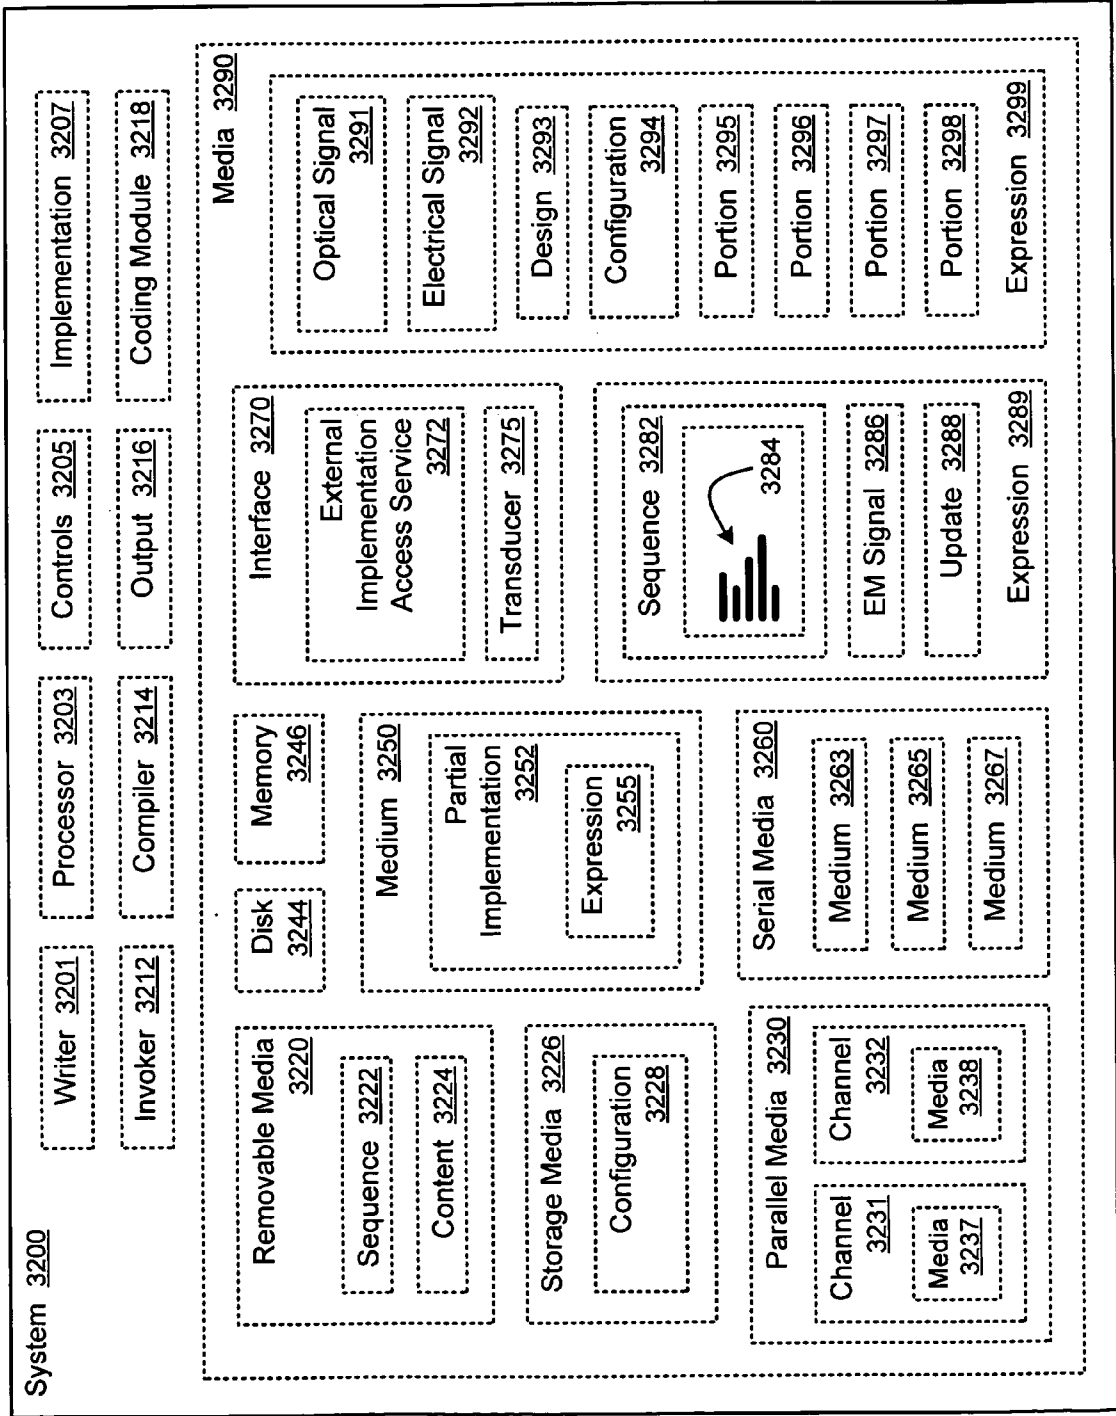 System 3200
Writer 3201
Processor 3203
Controls 3205
Implementation 3207
Invoker 3212
Compiler 3214
Output 3216
Coding Module 3218
Media 3290
Removable Media
3220
Sequence 3222
Content 3224
Storage Media 3226
Configuration
3228
Parallel Media 3230
Channel
3231
Media
3237
Channel
3232
Media
3238
Disk
3244
Memory
3246
Medium 3250
Partial
Implementation
3252
Expression
3255
Serial Media 3260
Medium 3263
Medium 3265
Medium 3267
Interface 3270
External
Implementation
Access Service
3272
Transducer 3275
Sequence 3282
3284
EM Signal 3286
Update 3288
Expression 3289
Optical Signal
3291
Electrical Signal
3292
Design 3293
Configuration
3294
Portion 3295
Portion 3296
Portion 3297
Portion 3298
Expression 3299